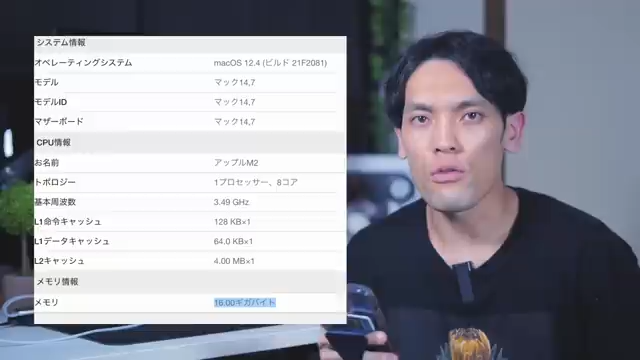 システム情報
オペレーティングシステム macOS 12.4 (ビルド 21F2081)
モデル マック14,7
モデルID マック14,7
マザーボード マック14,7
CPU情報
お名前 アップルM2
トポロジー 1プロセッサー、8コア
基本周波数 3.49 GHz
L1命令キャッシュ 128 KB×1
L1データキャッシュ 64.0 KB×1
L2キャッシュ 4.00 MB×1
メモリ情報
メモリ 16.00ギガバイト